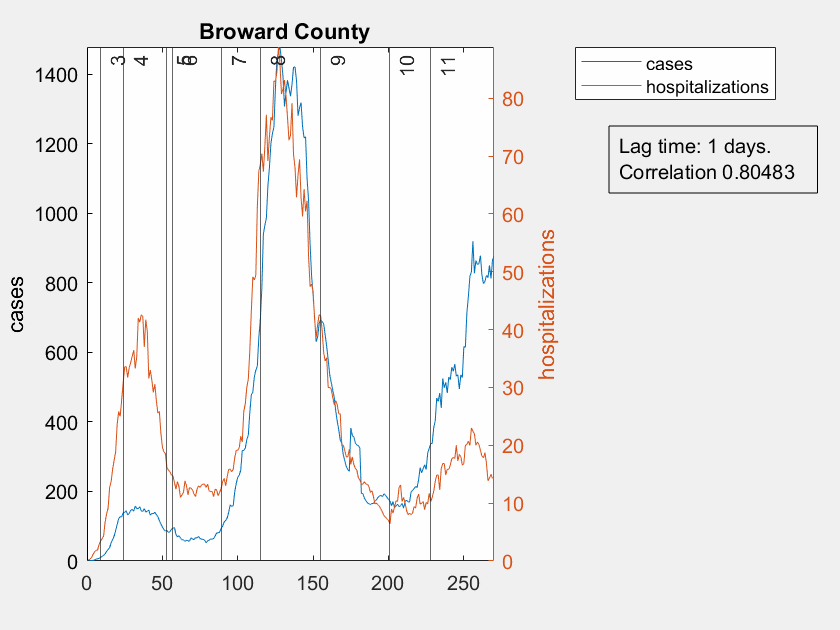 Broward County
3 4 5 6 7 8 9 10 11
1400
1200
1000
800
600
400
200
0
cases
80
70
60
50
40
30
20
10
0
hospitalizations
0 50 100 150 200 250
cases
hospitalizations
Lag time: 1 days.
Correlation 0.80483